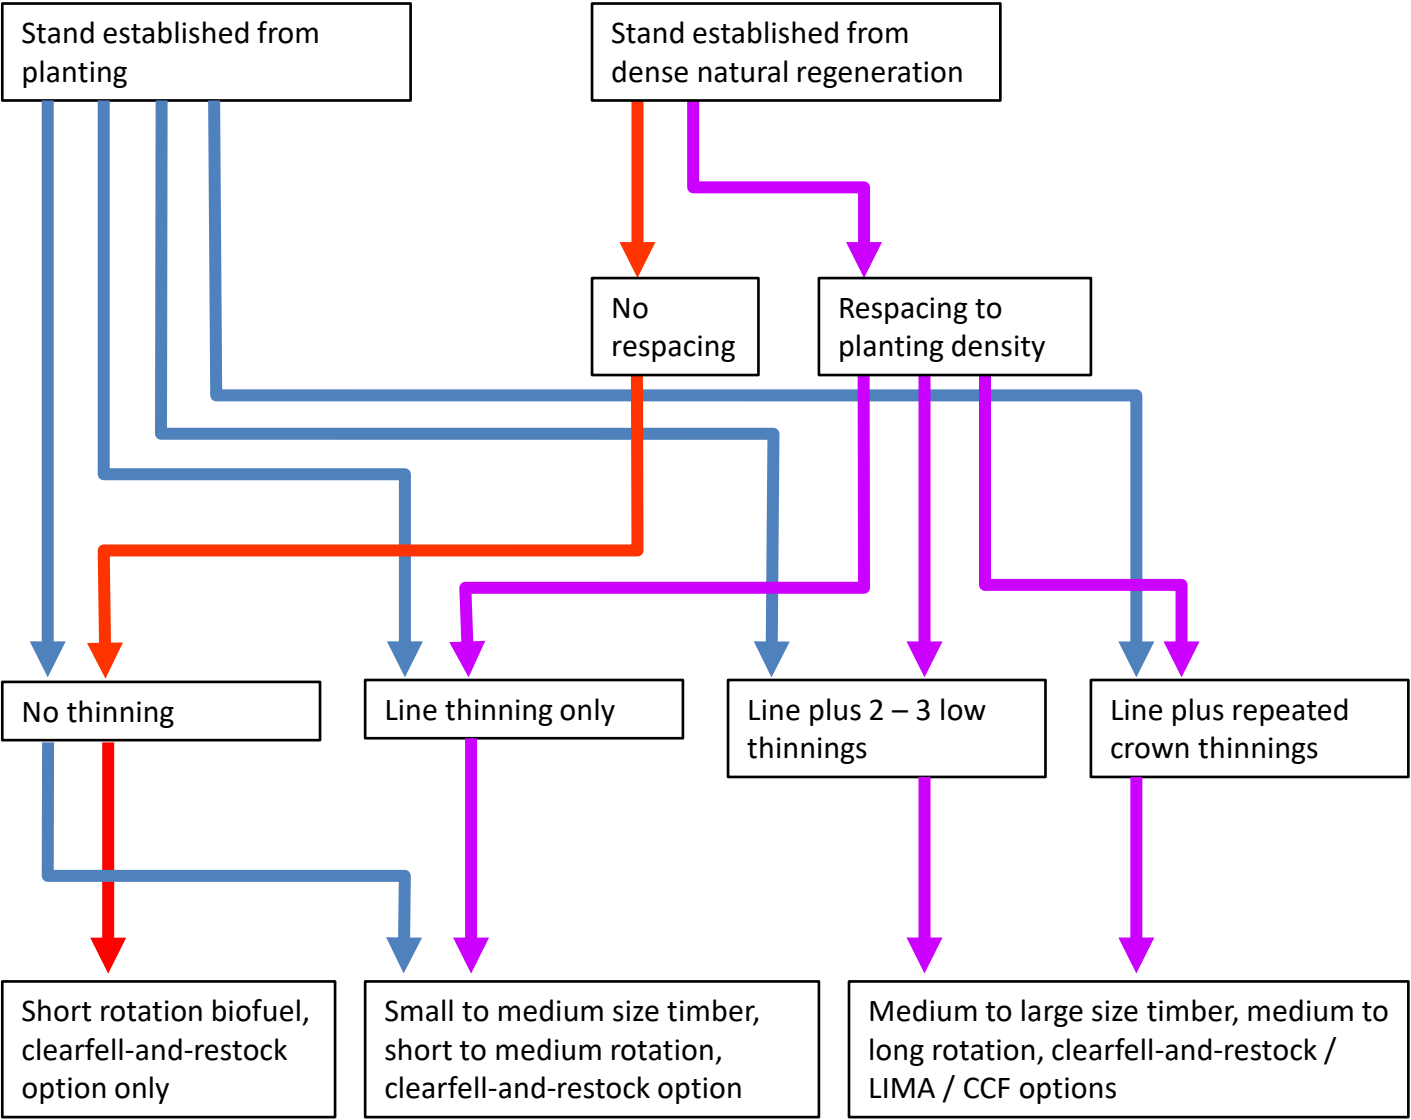 Stand established from
planting
Stand established from
dense natural regeneration
No
respacing
Respacing to
planting density
No thinning
Line thinning only
Line plus 2 – 3 low
thinnings
Line plus repeated
crown thinnings
Short rotation biofuel,
clearfell-and-restock
option only
Small to medium size timber,
short to medium rotation,
clearfell-and-restock option
Medium to large size timber, medium to
long rotation, clearfell-and-restock /
LIMA / CCF options